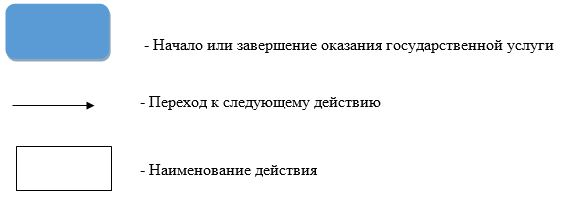 - Начало или завершение оказания государственной услуги
- Переход к следующему действию
- Наименование действия